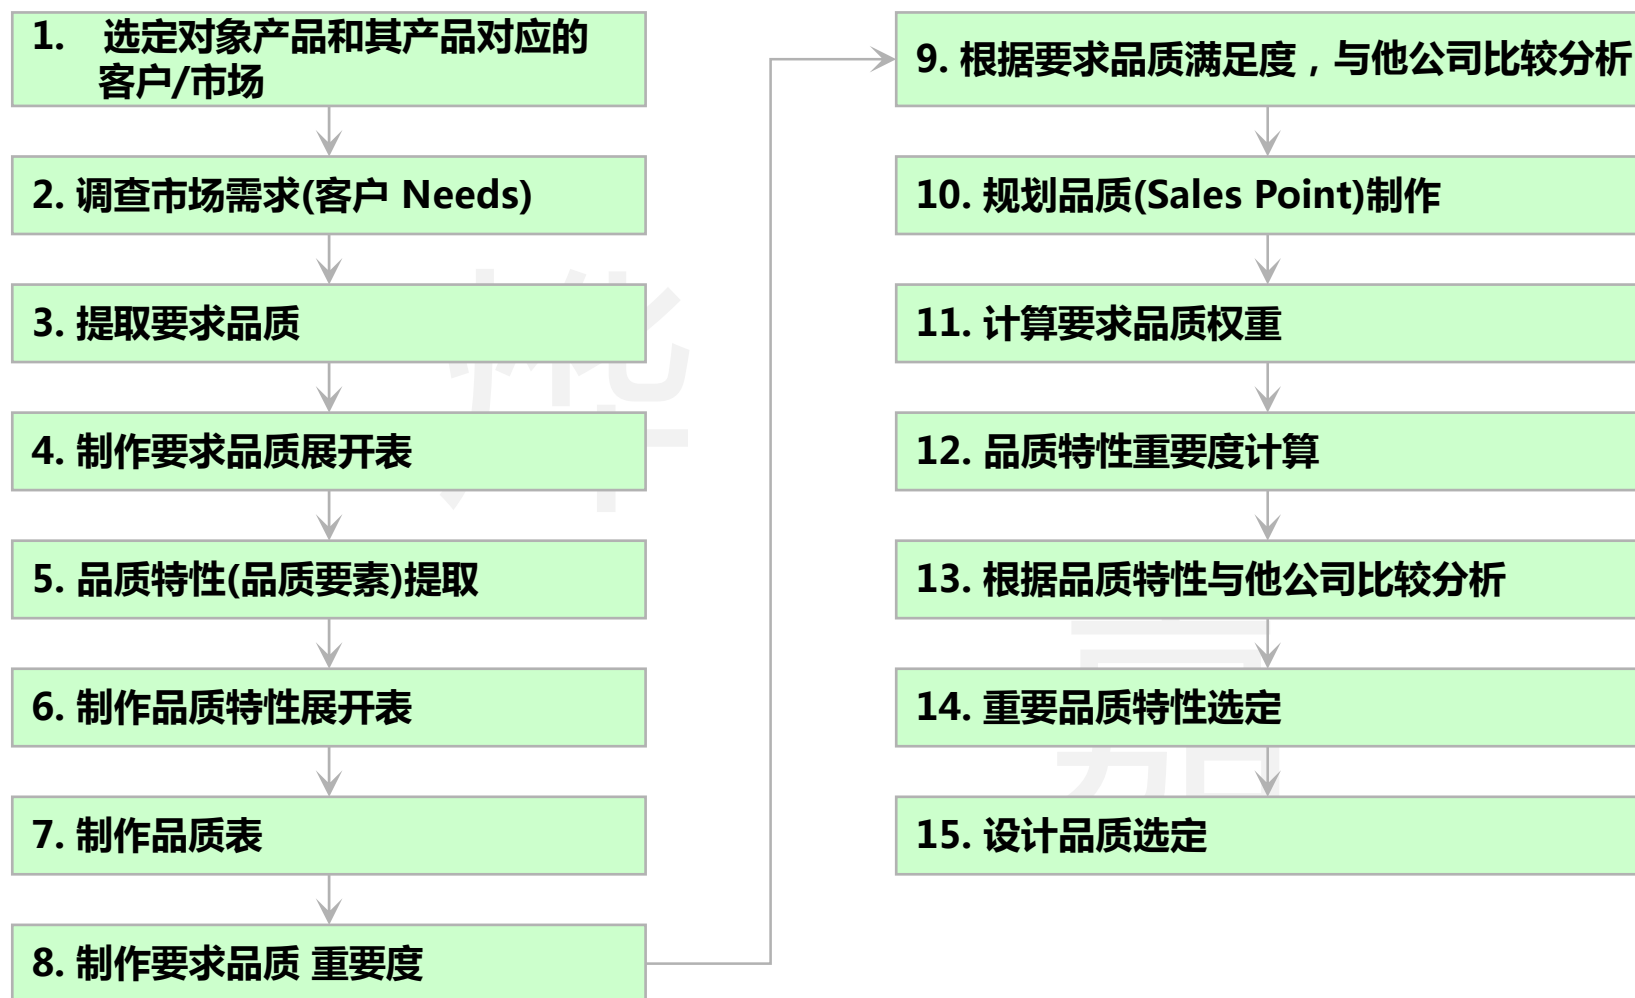 1. 选定对象产品和其产品对应的
客户/市场
2. 调查市场需求(客户 Needs)
3. 提取要求品质
4. 制作要求品质展开表
5. 品质特性(品质要素)提取
6. 制作品质特性展开表
7. 制作品质表
8. 制作要求品质 重要度
9. 根据要求品质满足度，与他公司比较分析
10. 规划品质(Sales Point)制作
11. 计算要求品质权重
12. 品质特性重要度计算
13. 根据品质特性与他公司比较分析
14. 重要品质特性选定
15. 设计品质选定